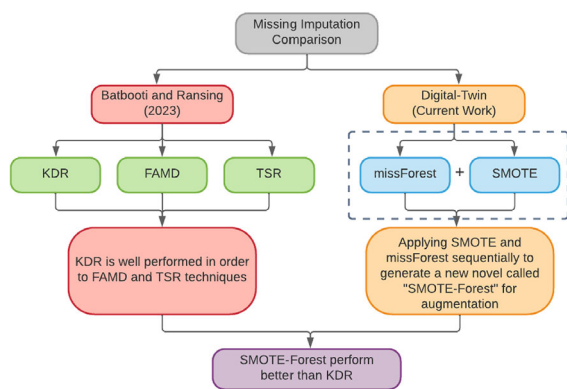 Missing Imputation
Comparison
Batbooti and Ransing
(2023)
Digital-Twin
(Current Work)
KDR
FAMD
TSR
missForest
+
SMOTE
KDR is well performed in order
to FAMD and TSR techniques
Applying SMOTE and
missForest sequentially to
generate a new novel called
"SMOTE-Forest" for
augmentation
SMOTE-Forest perform
better than KDR